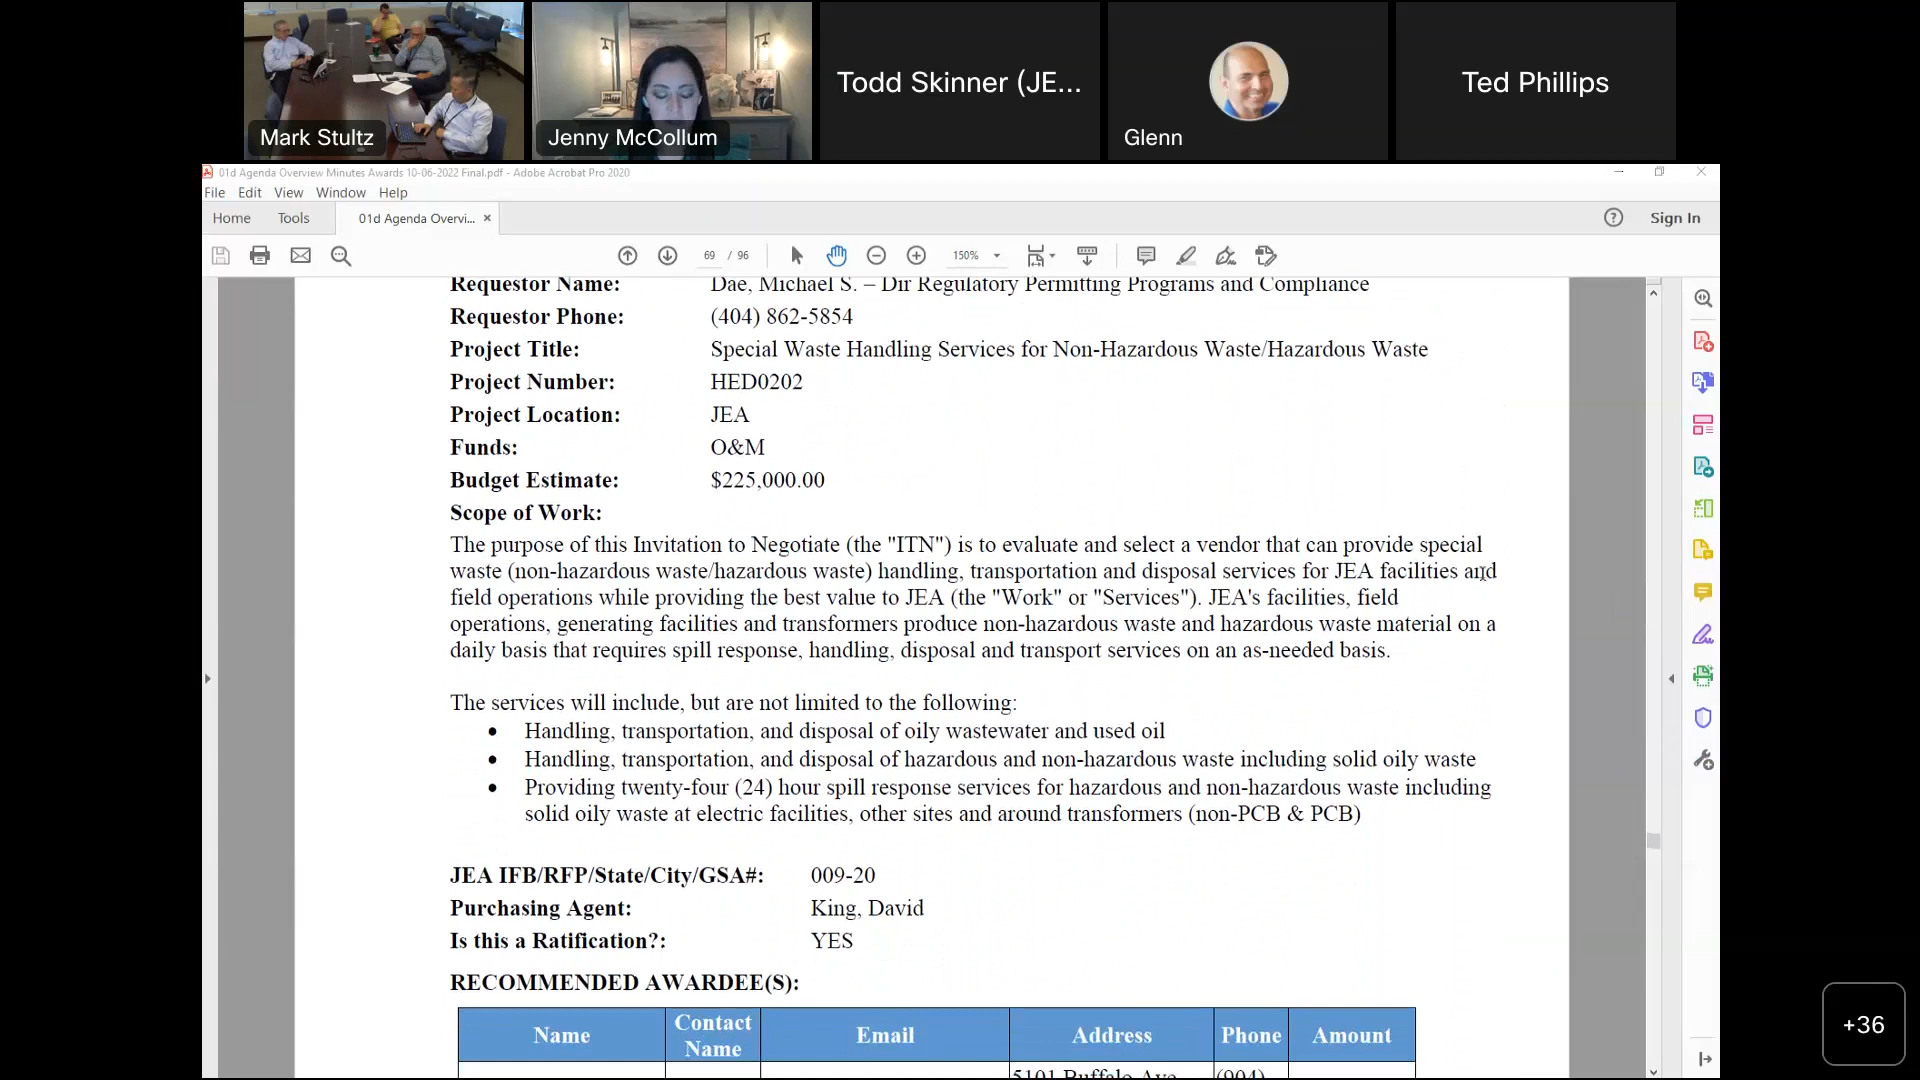 Mark Stultz
Jenny McCollum
Todd Skinner (JE...
Glenn
Ted Phillips
01d Agenda Overview Minutes Awards 10-06-2022 Final.pdf - Adobe Acrobat Pro 2020
File Edit View Window Help
Home Tools 01d Agenda Overvi... × Sign In
69 / 96 150%
Requestor Name: Dae, Michael S. – Dir Regulatory Permitting Programs and Compliance
Requestor Phone: (404) 862-5854
Project Title: Special Waste Handling Services for Non-Hazardous Waste/Hazardous Waste
Project Number: HED0202
Project Location: JEA
Funds: O&M
Budget Estimate: $225,000.00
Scope of Work:
The purpose of this Invitation to Negotiate (the "ITN") is to evaluate and select a vendor that can provide special
waste (non-hazardous waste/hazardous waste) handling, transportation and disposal services for JEA facilities and
field operations while providing the best value to JEA (the "Work" or "Services"). JEA's facilities, field
operations, generating facilities and transformers produce non-hazardous waste and hazardous waste material on a
daily basis that requires spill response, handling, disposal and transport services on an as-needed basis.
The services will include, but are not limited to the following:
• Handling, transportation, and disposal of oily wastewater and used oil
• Handling, transportation, and disposal of hazardous and non-hazardous waste including solid oily waste
• Providing twenty-four (24) hour spill response services for hazardous and non-hazardous waste including
solid oily waste at electric facilities, other sites and around transformers (non-PCB & PCB)
JEA IFB/RFP/State/City/GSA#: 009-20
Purchasing Agent: King, David
Is this a Ratification?: YES
RECOMMENDED AWARDEE(S):
Name Contact Name Email Address Phone Amount
5101 Buffalo Ave (904)
+36